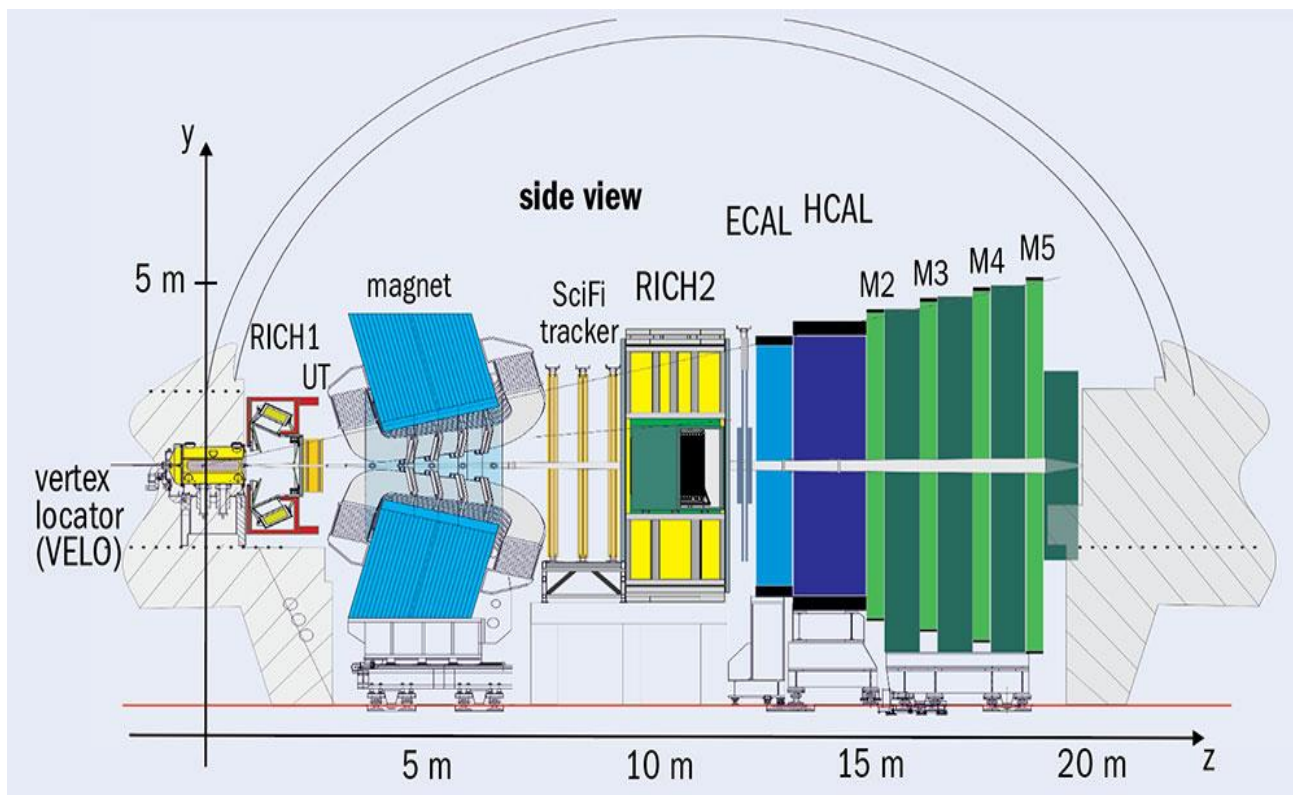 y
side view
ECAL
HCAL
5 m
magnet
SciFi
tracker
RICH2
M2
M3
M4
M5
RICH1
UT
vertex
locator
(VELO)
5 m
10 m
15 m
20 m
z